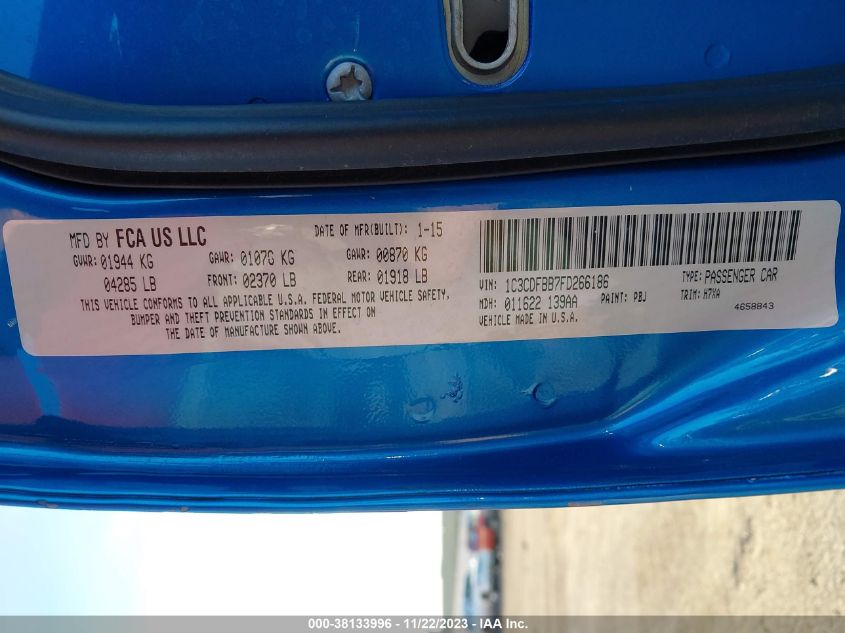 MFD BY FCA US LLC DATE OF MFR(BUILT): 1-15
GVWR: 01944 KG GAWR: 0107G KG GAWR: 00870 KG
04285 LB FRONT: 02370 LB REAR: 01918 LB
THIS VEHICLE CONFORMS TO ALL APPLICABLE U.S.A. FEDERAL MOTOR VEHICLE SAFETY,
BUMPER AND THEFT PREVENTION STANDARDS IN EFFECT ON
THE DATE OF MANUFACTURE SHOWN ABOVE.
VIN: 1C3CDFBB7FD266186 TYPE: PASSENGER CAR
MDH: 011622 139AA PAINT: PBJ TRIM: H7XA
VEHICLE MADE IN U.S.A. 4658843
000-38133996 - 11/22/2023 - IAA Inc.